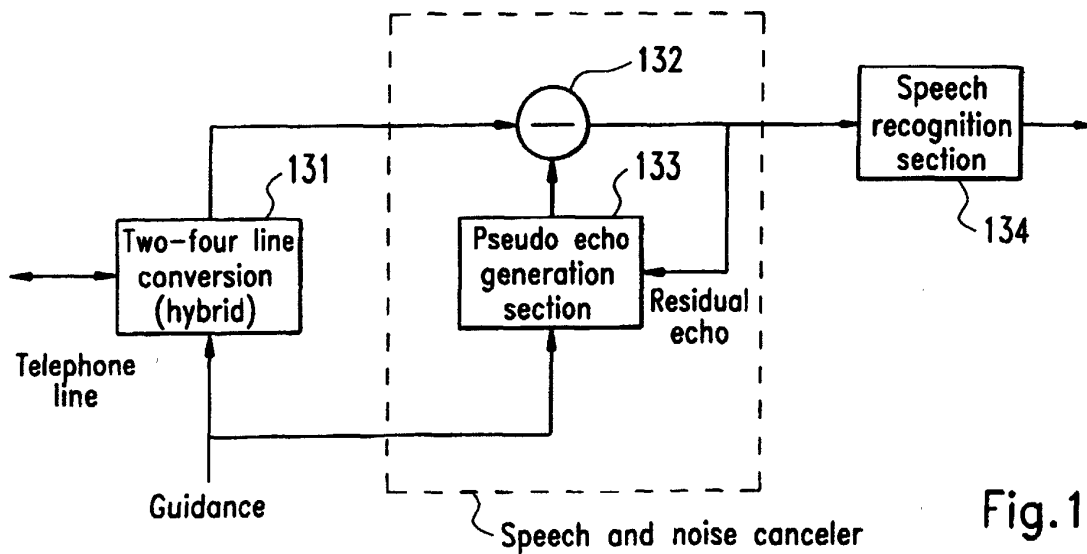 132
Speech
recognition
section
134
131
133
Two-four line
conversion
(hybrid)
Pseudo echo
generation
section
Residual
echo
Telephone
line
Guidance
Speech and noise canceler
Fig.1